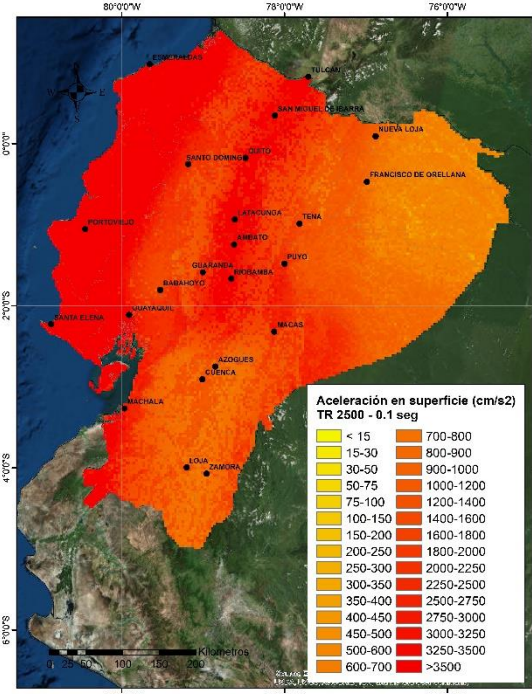 80°0'0"W
78°0'0"W
76°0'0"W
ESMERALDAS
TULCAN
SAN MIGUEL DE IBARRA
NUEVA LOJA
0°0'0"
QUITO
SANTO DOMINGO
FRANCISCO DE ORELLANA
LATACUNGA
TENA
PORTOVIEJO
AMBATO
PUYO
GUARANDA
RIOBAMBA
BABAHOYO
2°0'0"S
GUAYAQUIL
SANTA ELENA
MACAS
AZOGUES
CUENCA
MACHALA
LOJA
ZAMORA
4°0'0"S
6°0'0"S
Aceleración en superficie (cm/s2)
TR 2500 - 0.1 seg
< 15
15-30
30-50
50-75
75-100
100-150
150-200
200-250
250-300
300-350
350-400
400-450
450-500
500-600
600-700
700-800
800-900
900-1000
1000-1200
1200-1400
1400-1600
1600-1800
1800-2000
2000-2250
2250-2500
2500-2750
2750-3000
3000-3250
3250-3500
>3500
Kilometros
0 25 50 100 150 200